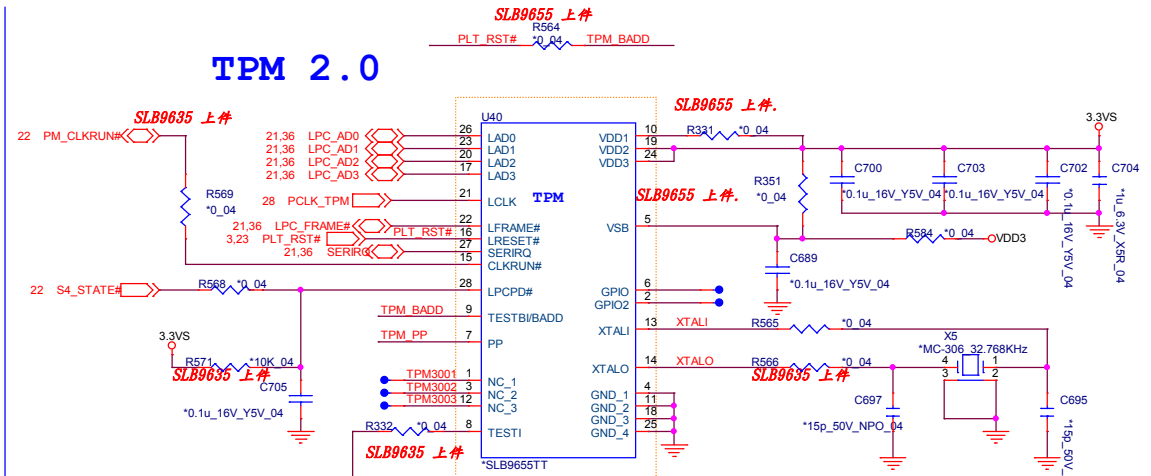 SLB9655 上件
R564
PLT_RST# *0_04 TPM_BADD
TPM 2.0
SLB9635 上件
SLB9655 上件.
U40
22 PM_CLKRUN#
21,36 LPC_AD0 26 LAD0
21,36 LPC_AD1 23 LAD1
21,36 LPC_AD2 20 LAD2
21,36 LPC_AD3 17 LAD3
VDD1 10 R331 *0_04
VDD2 19
VDD3 24
3.3VS
C700
*0.1u_16V_Y5V_04
C703
*0.1u_16V_Y5V_04
C702
*0.1u_16V_Y5V_04
C704
*1u_6.3V_X5R_04
R569
*0_04
28 PCLK_TPM 21 LCLK
TPM
SLB9655 上件.
R351
*0_04
21,36 LPC_FRAME# 22 LFRAME#
3,23 PLT_RST# PLT_RST# 16 LRESET#
21,36 SERIRQ 27 SERIRQ
15 CLKRUN#
VSB 5
R584 *0_04 VDD3
C689
*0.1u_16V_Y5V_04
22 S4_STATE# R568 *0_04 28 LPCPD#
GPIO 6
GPIO2 2
TPM_BADD 9 TESTBI/BADD
TPM_PP 7 PP
XTALI 13 XTALI R565 *0_04
XTALO 14 XTALO R566 *0_04
SLB9635 上件
X5
*MC-306_32.768KHz
4 1
3 2
3.3VS
R571 *10K_04
SLB9635 上件
C705
*0.1u_16V_Y5V_04
TPM3001 1 NC_1
TPM3002 3 NC_2
TPM3003 12 NC_3
GND_1 4
GND_2 11
GND_3 18
GND_4 25
C697
*15p_50V_NPO_04
C695
*15p_50V_
R332 *0_04 8 TESTI
SLB9635 上件
*SLB9655TT